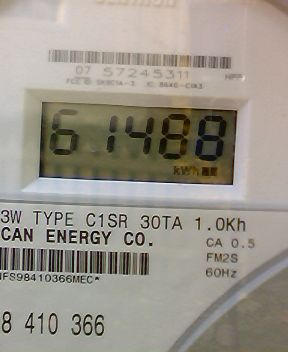 07 57245311
61488
kWh
3W TYPE C1SR 30TA 1.0Kh
CAN ENERGY CO.
CA 0.5
FM2S
60Hz
NFS98410366MEC*
8 410 366